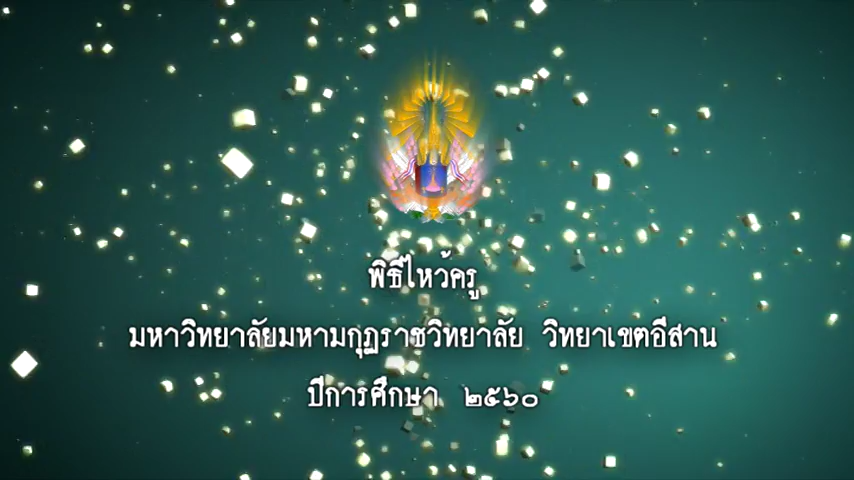 พิธีไหว้ครู
มหาวิทยาลัยมหามกุฏราชวิทยาลัย วิทยาเขตอีสาน
ปีการศึกษา ๒๕๖๐